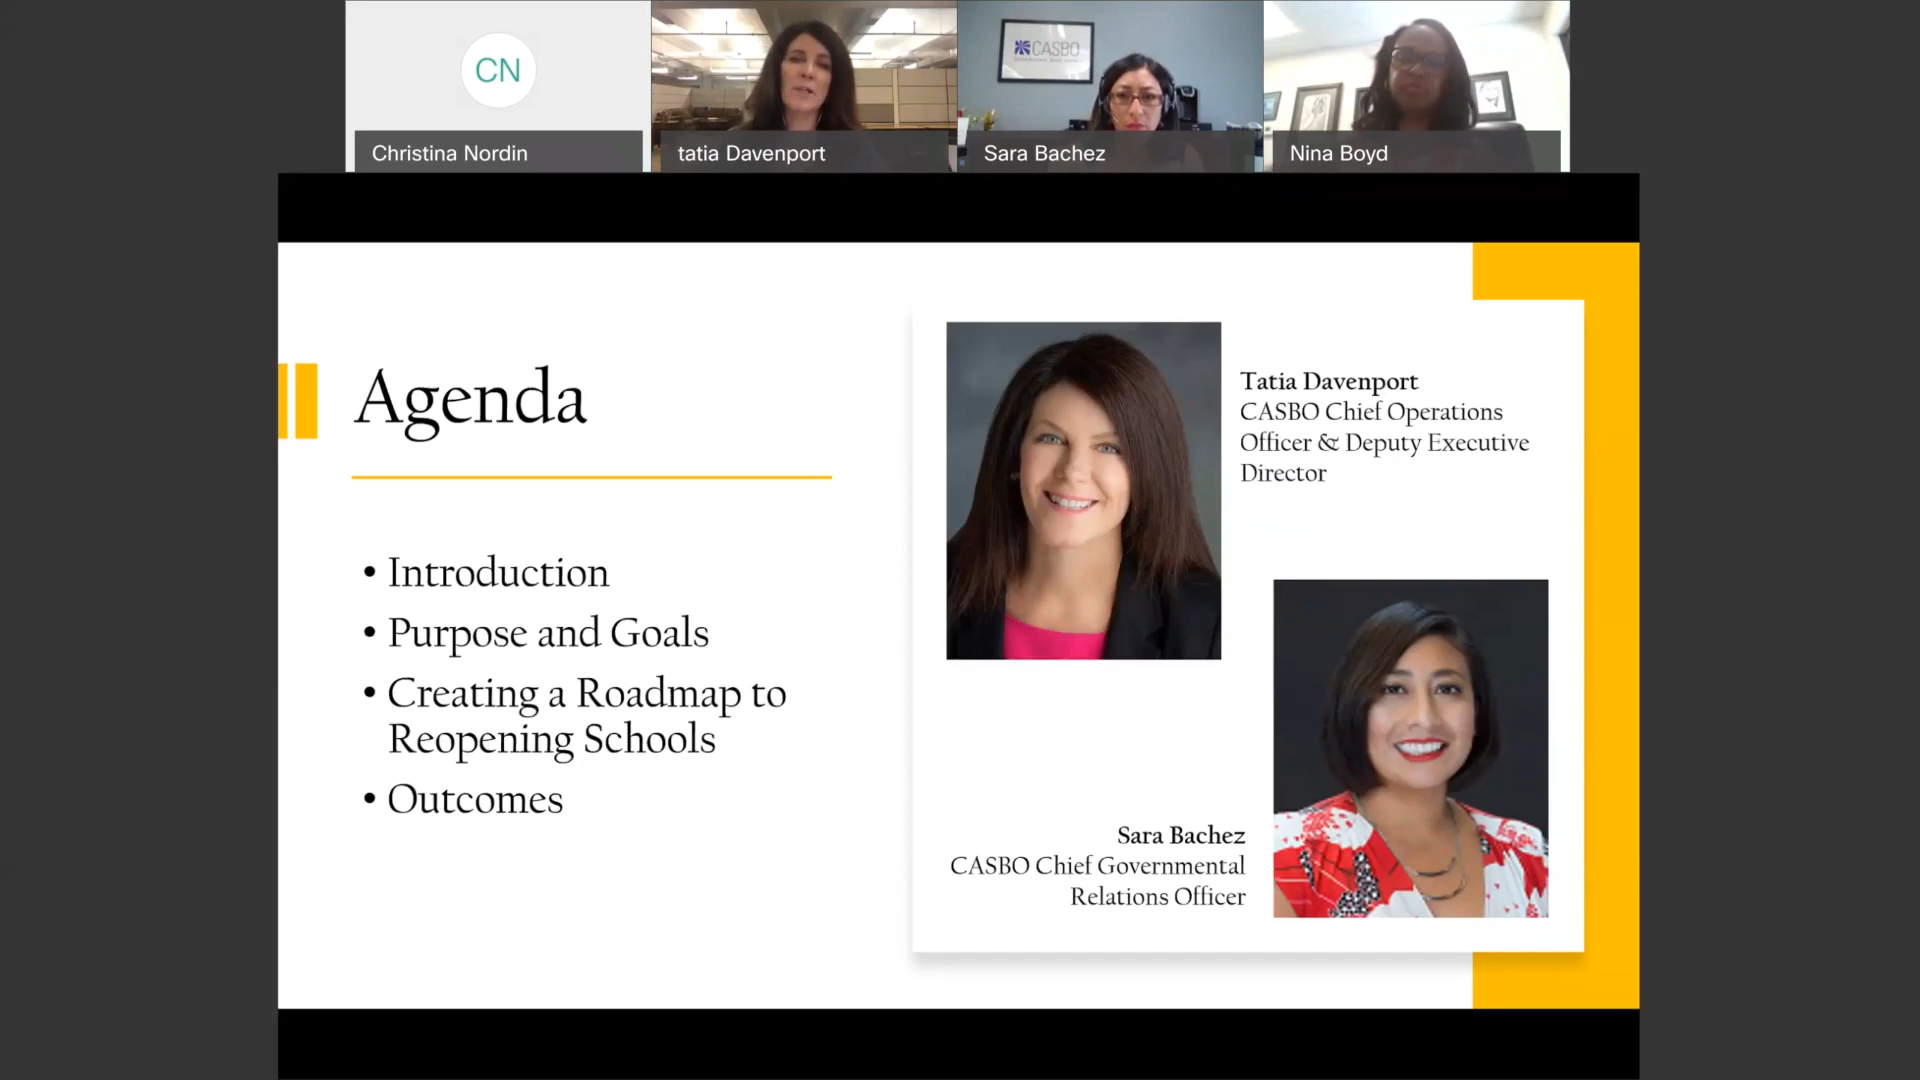 CN
Christina Nordin
tatia Davenport
CASBO
Sara Bachez
Nina Boyd
Agenda
• Introduction
• Purpose and Goals
• Creating a Roadmap to
Reopening Schools
• Outcomes
Tatia Davenport
CASBO Chief Operations
Officer & Deputy Executive
Director
Sara Bachez
CASBO Chief Governmental
Relations Officer